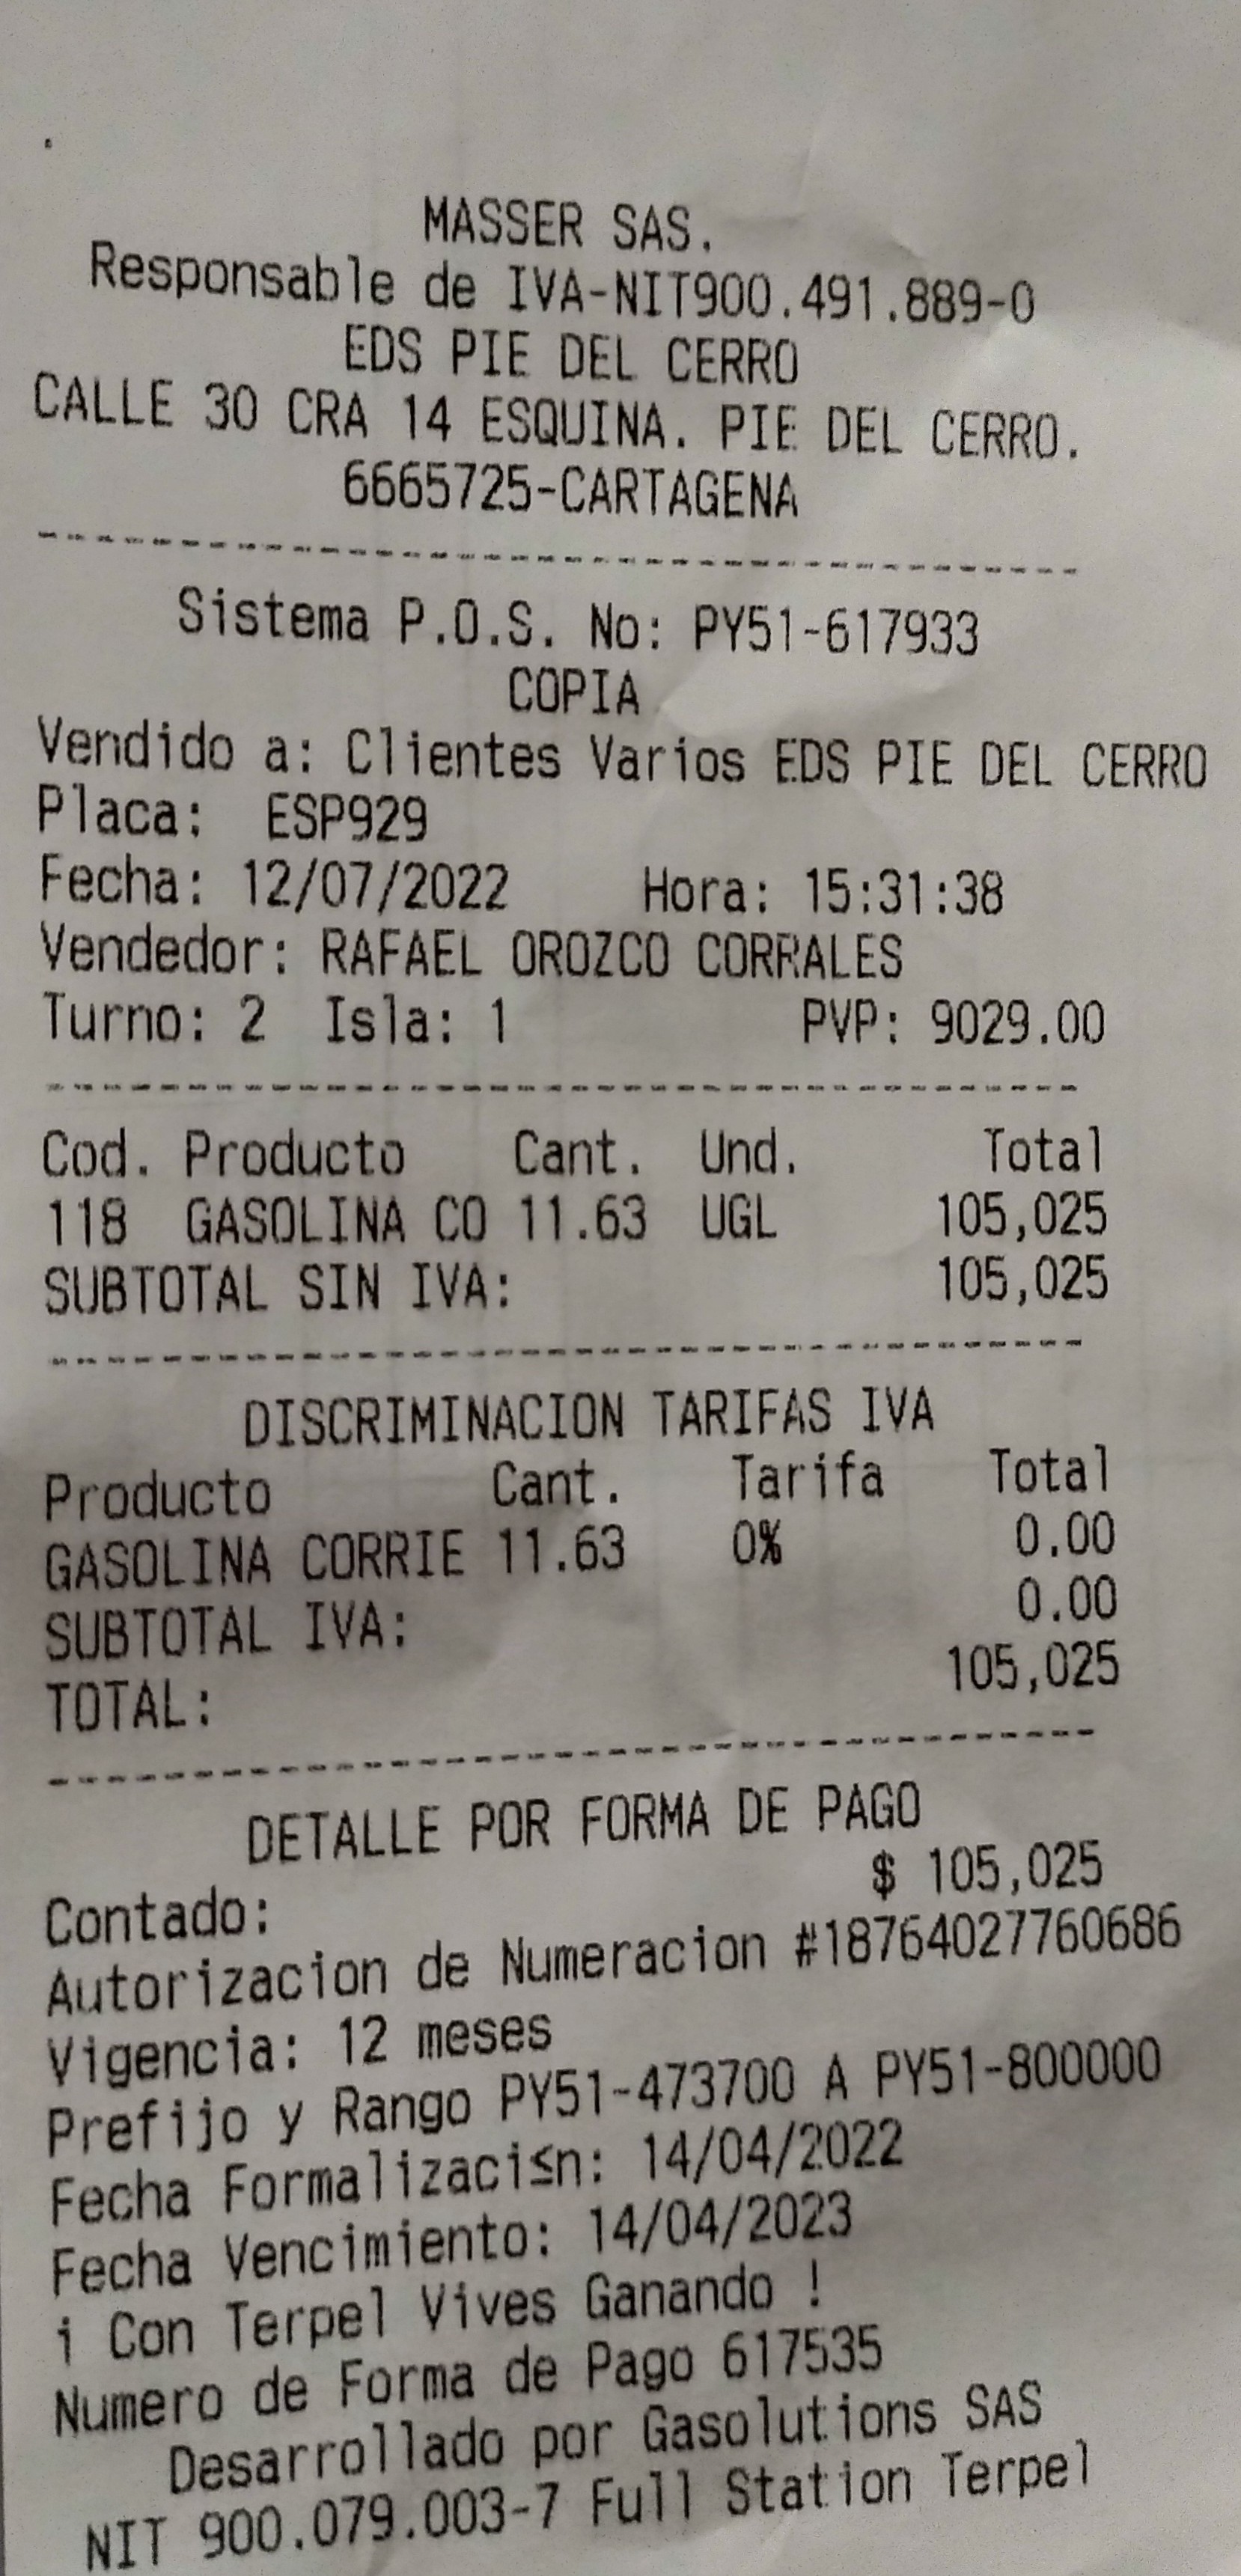 MASSER SAS.
Responsable de IVA-NIT900.491.889-0
EDS PIE DEL CERRO
CALLE 30 CRA 14 ESQUINA. PIE DEL CERRO.
6665725-CARTAGENA
Sistema P.O.S. No: PY51-617933
COPIA
Vendido a: Clientes Varios EDS PIE DEL CERRO
Placa: ESP929
Fecha: 12/07/2022 Hora: 15:31:38
Vendedor: RAFAEL OROZCO CORRALES
Turno: 2 Isla: 1 PVP: 9029.00
Cod. Producto Cant. Und. Total
118 GASOLINA CO 11.63 UGL 105,025
SUBTOTAL SIN IVA: 105,025
DISCRIMINACION TARIFAS IVA
Producto Cant. Tarifa Total
GASOLINA CORRIE 11.63 0% 0.00
SUBTOTAL IVA: 0.00
TOTAL: 105,025
DETALLE POR FORMA DE PAGO
Contado: $ 105,025
Autorizacion de Numeracion #18764027760686
Vigencia: 12 meses
Prefijo y Rango PY51-473700 A PY51-800000
Fecha Formalizaci≤n: 14/04/2022
Fecha Vencimiento: 14/04/2023
¡ Con Terpel Vives Ganando !
Numero de Forma de Pago 617535
Desarrollado por Gasolutions SAS
NIT 900.079.003-7 Full Station Terpel